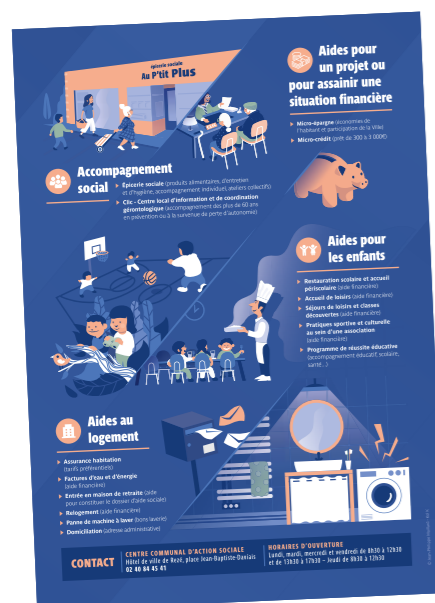 épicerie sociale
Au P'tit Plus
Aides pour
un projet ou
pour assainir une
situation financière
Micro-épargne (économies de
l'habitant et participation de la Ville)
Micro-crédit (prêt de 300 à 3 000€)
Accompagnement
social
Épicerie sociale (produits alimentaires, d'entretien
et d'hygiène, accompagnement individuel, ateliers collectifs)
Clic - Centre local d'information et de coordination
gérontologique (accompagnement des plus de 60 ans
en prévention ou à la survenue de perte d'autonomie)
Aides pour
les enfants
Restauration scolaire et accueil
périscolaire (aide financière)
Accueil de loisirs (aide financière)
Séjours de loisirs et classes
découvertes (aide financière)
Pratiques sportive et culturelle
au sein d'une association
(aide financière)
Programme de réussite éducative
(accompagnement éducatif, scolaire,
santé...)
Aides au
logement
Assurance habitation
(tarifs préférentiels)
Factures d'eau et d'énergie
(aide financière)
Entrée en maison de retraite (aide
pour constituer le dossier d'aide sociale)
Relogement (aide financière)
Panne de machine à laver (bons laverie)
Domiciliation (adresse administrative)
CONTACT
CENTRE COMMUNAL D'ACTION SOCIALE
Hôtel de ville de Rezé, place Jean-Baptiste-Daviais
02 40 84 45 41
HORAIRES D'OUVERTURE
Lundi, mardi, mercredi et vendredi de 8h30 à 12h30
et de 13h30 à 17h30 – Jeudi de 8h30 à 12h30